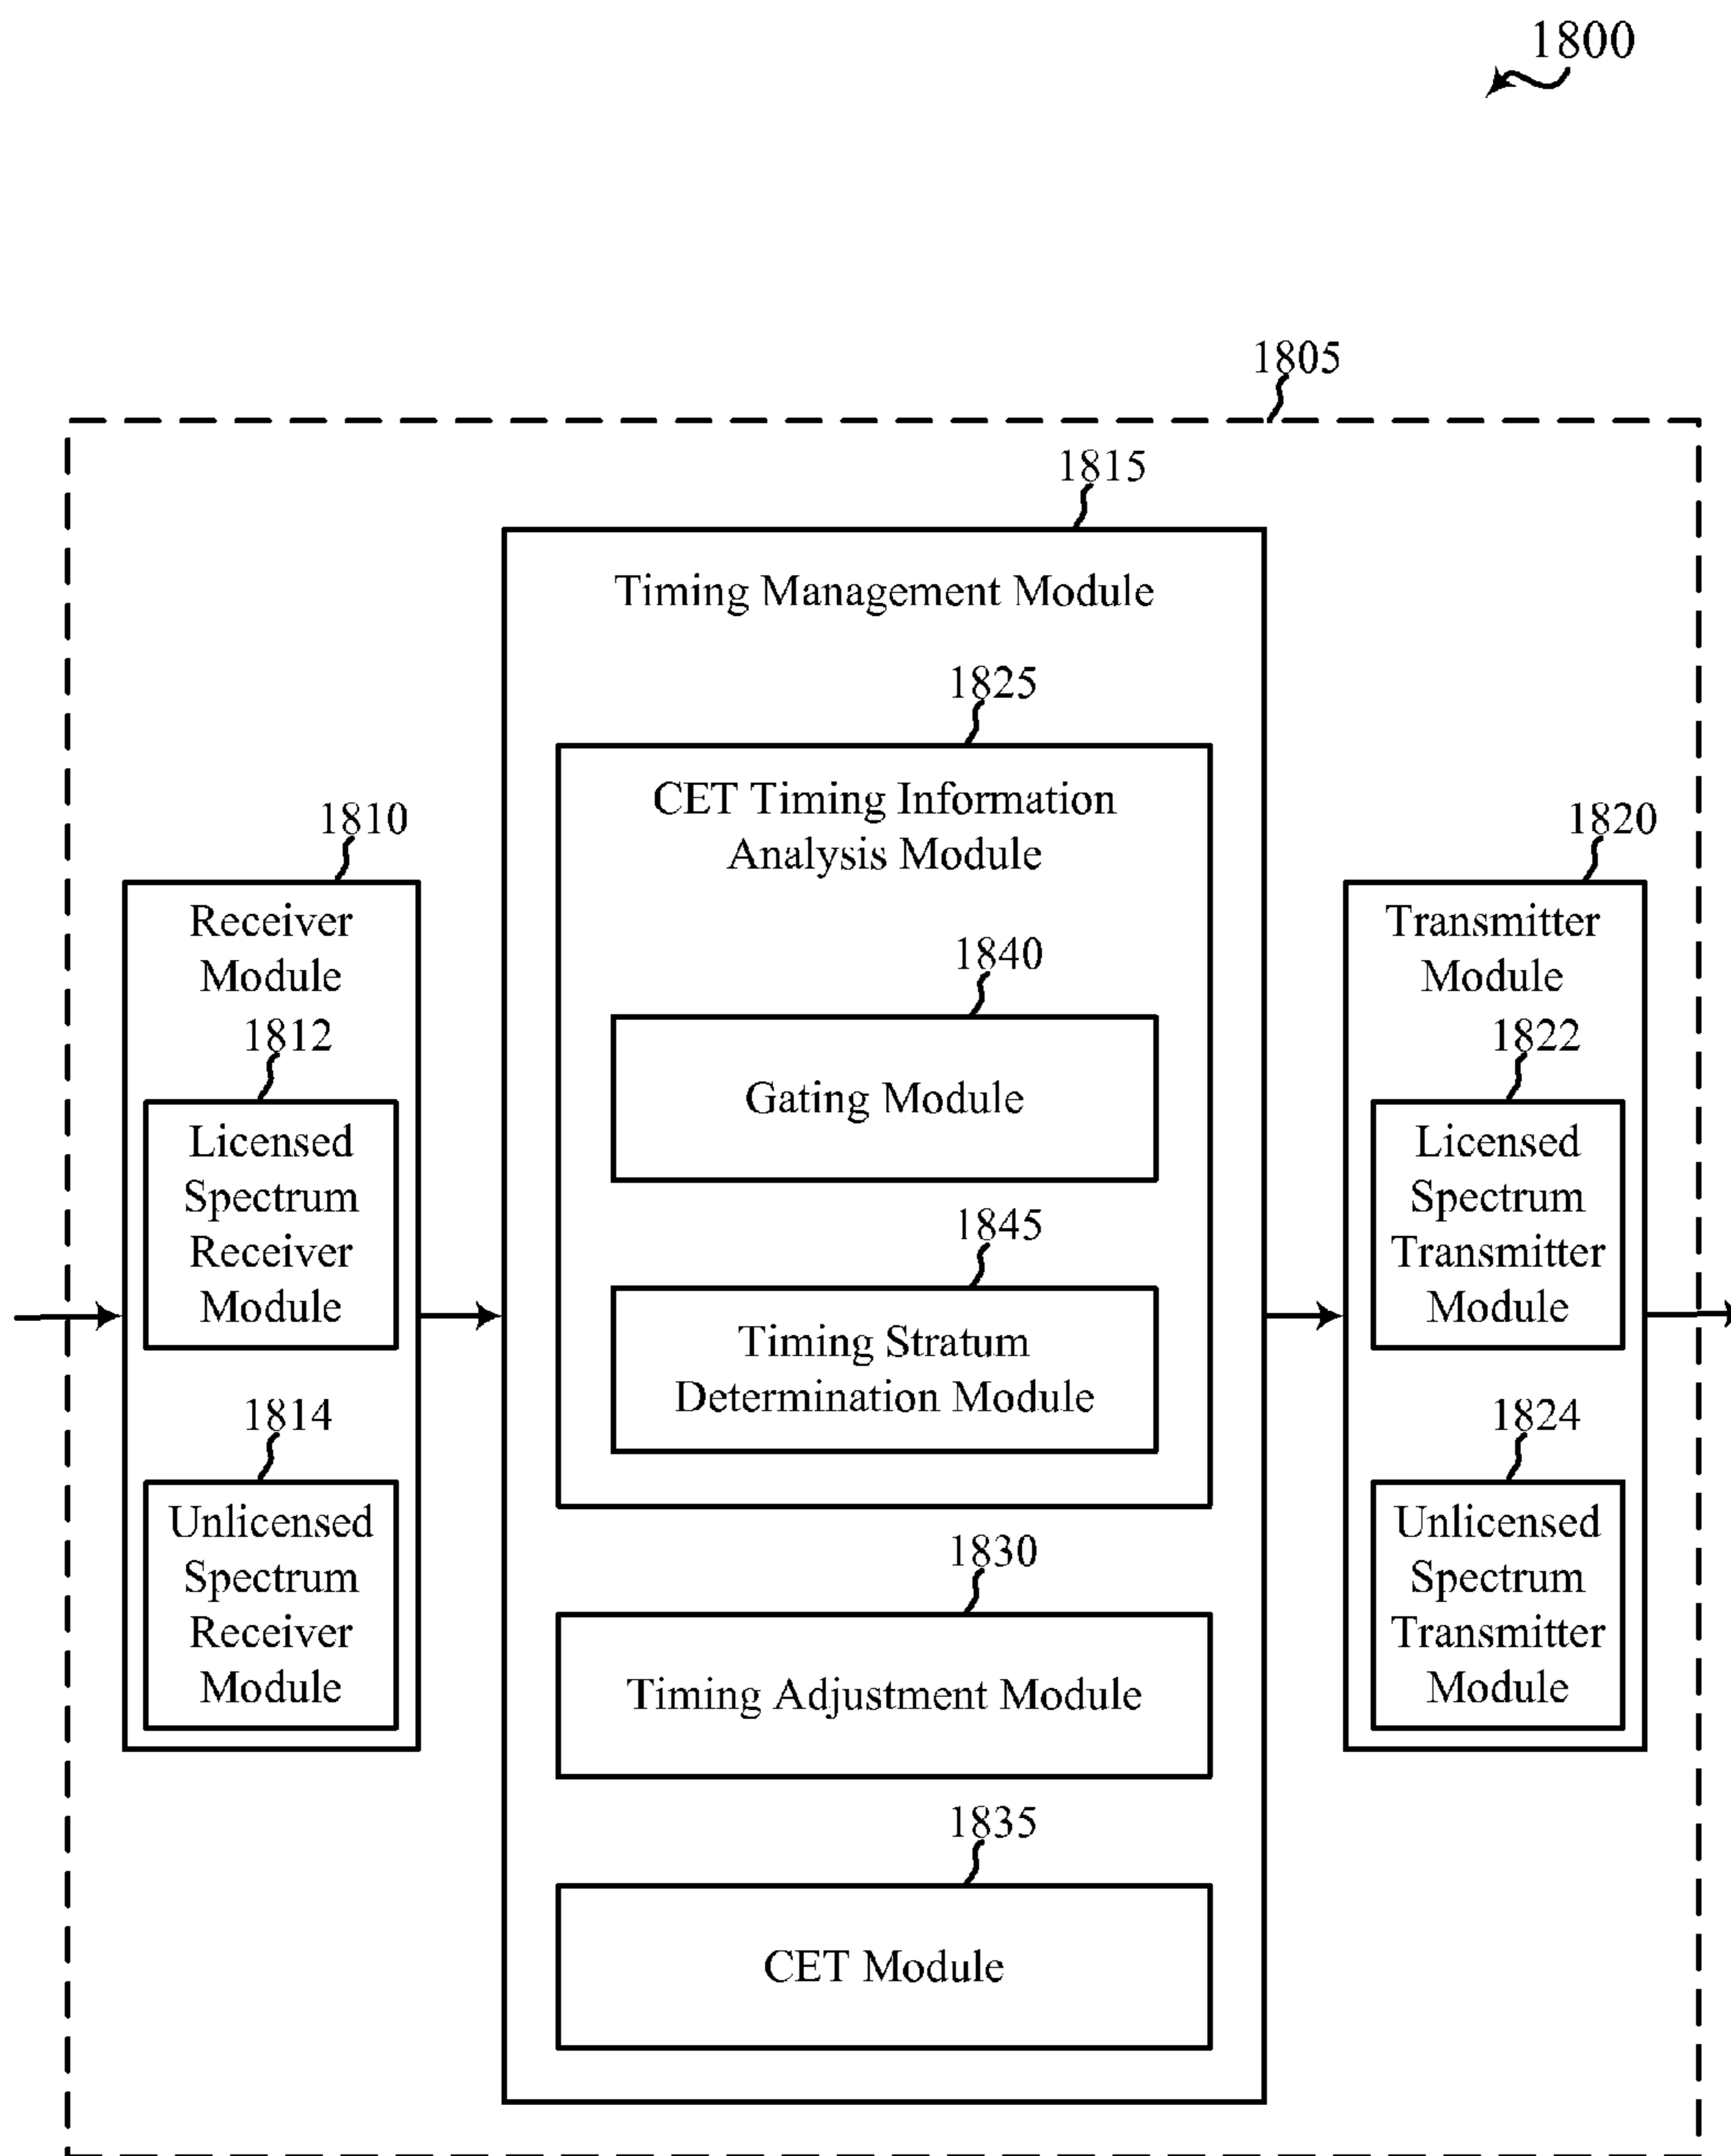 1800
1805
1815
Timing Management Module
1825
CET Timing Information
Analysis Module
1810
Receiver
Module
1812
Licensed
Spectrum
Receiver
Module
1814
Unlicensed
Spectrum
Receiver
Module
1840
Gating Module
1845
Timing Stratum
Determination Module
1830
Timing Adjustment Module
1835
CET Module
1820
Transmitter
Module
1822
Licensed
Spectrum
Transmitter
Module
1824
Unlicensed
Spectrum
Transmitter
Module